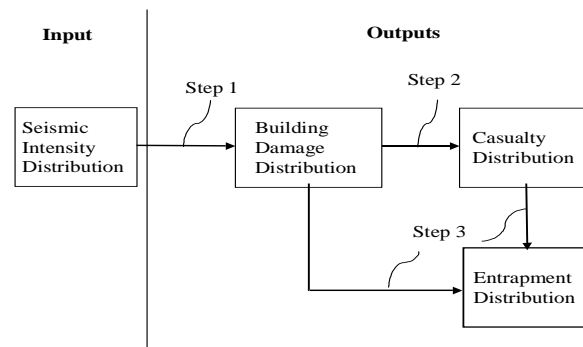 Input
Outputs
Step 1
Step 2
Seismic
Intensity
Distribution
Building
Damage
Distribution
Casualty
Distribution
Step 3
Entrapment
Distribution